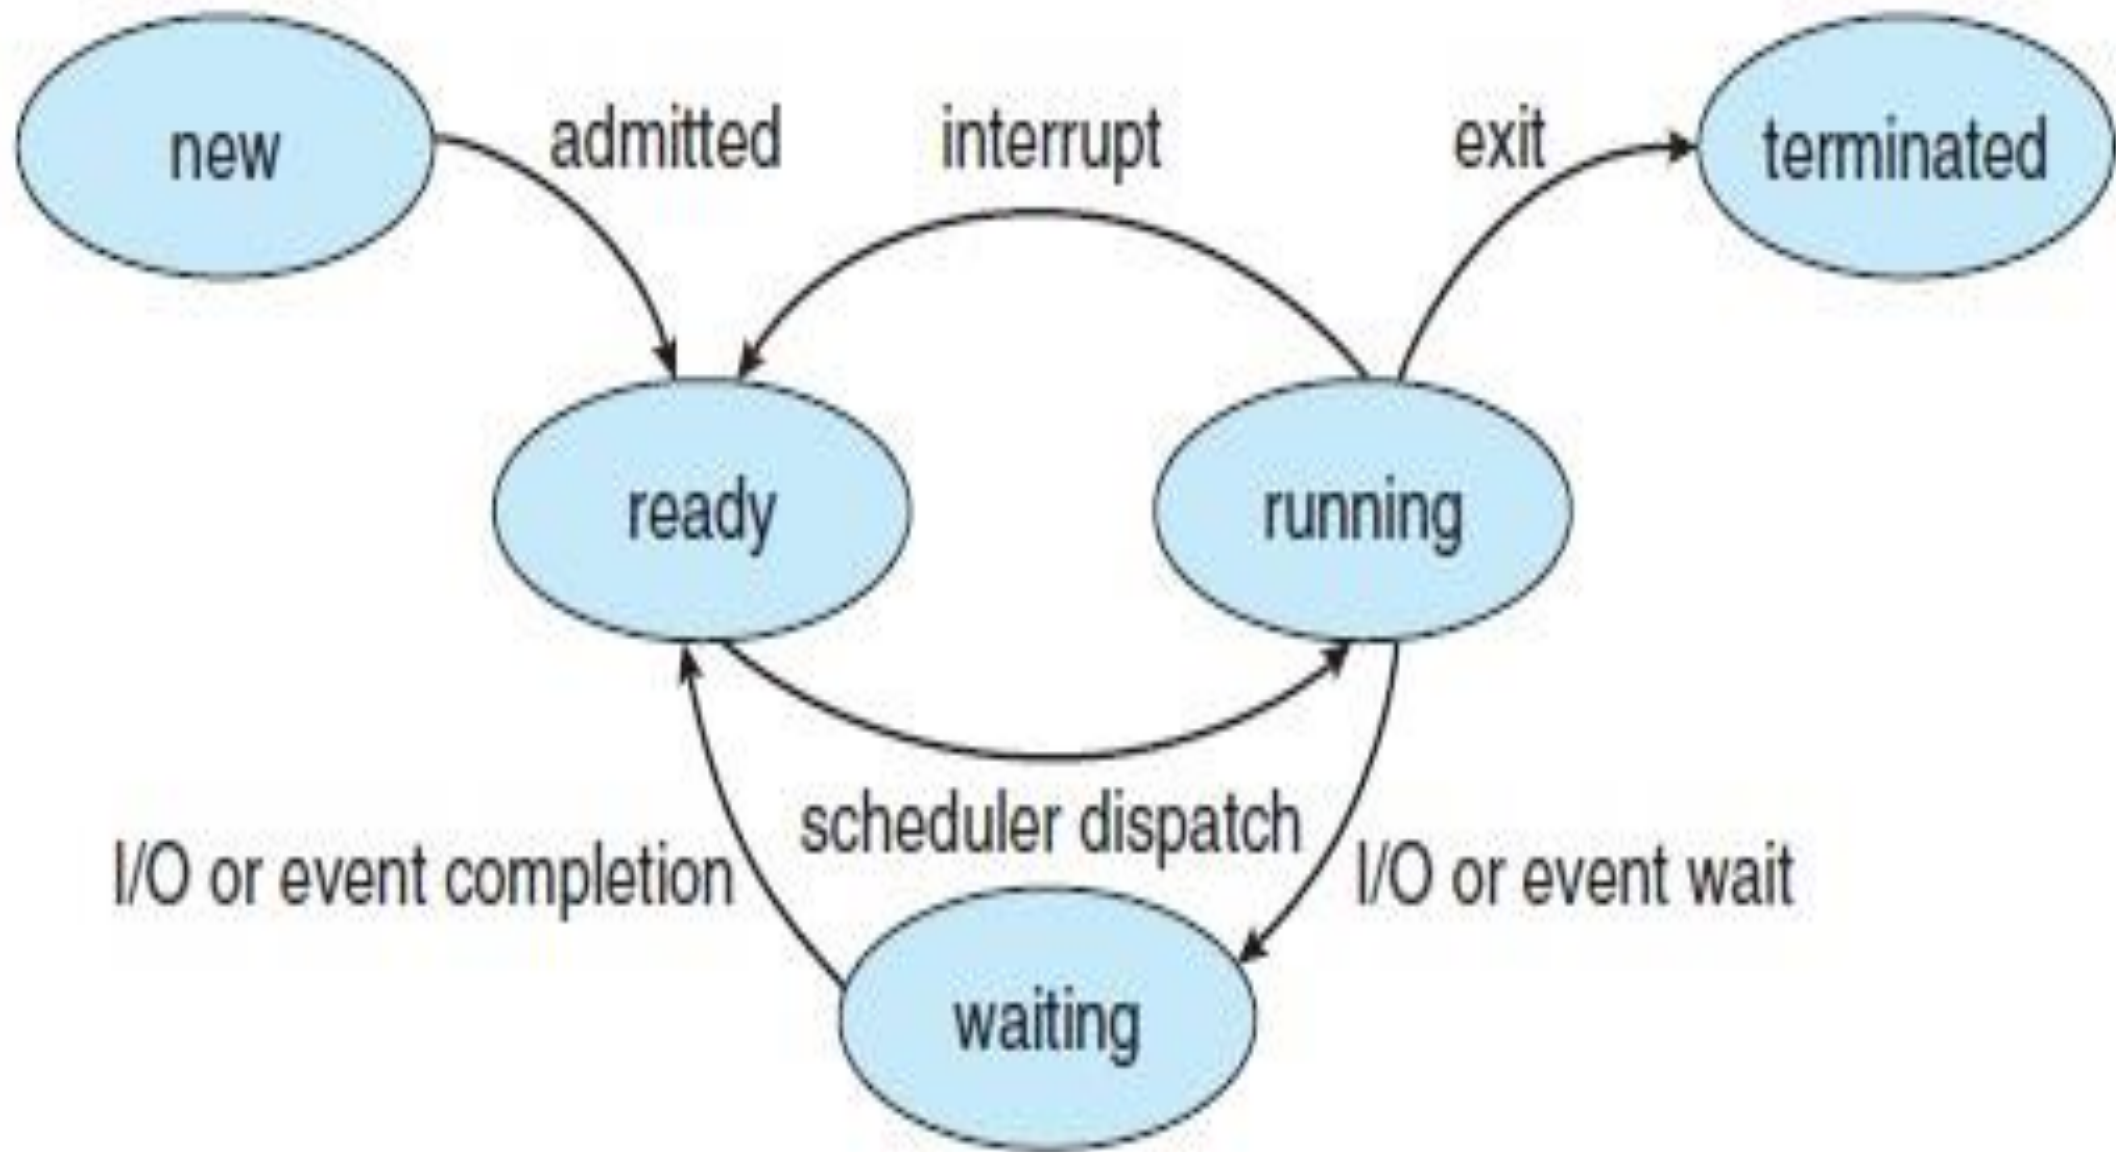 new
admitted
interrupt
exit
terminated
ready
running
scheduler dispatch
I/O or event completion
I/O or event wait
waiting